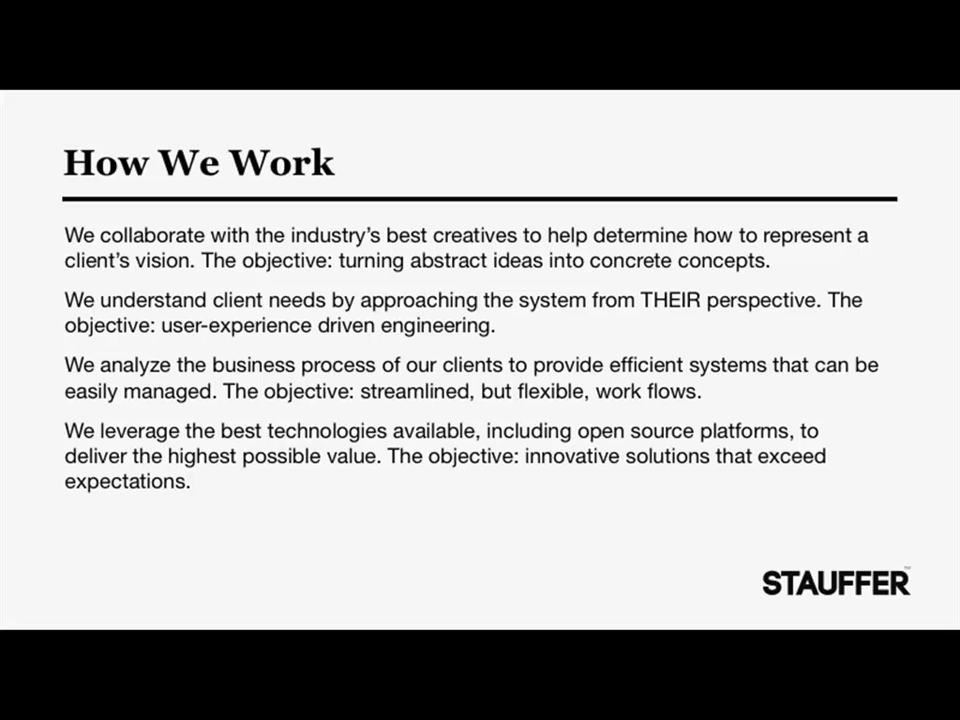 How We Work
We collaborate with the industry’s best creatives to help determine how to represent a
client’s vision. The objective: turning abstract ideas into concrete concepts.
We understand client needs by approaching the system from THEIR perspective. The
objective: user-experience driven engineering.
We analyze the business process of our clients to provide efficient systems that can be
easily managed. The objective: streamlined, but flexible, work flows.
We leverage the best technologies available, including open source platforms, to
deliver the highest possible value. The objective: innovative solutions that exceed
expectations.
STAUFFER™